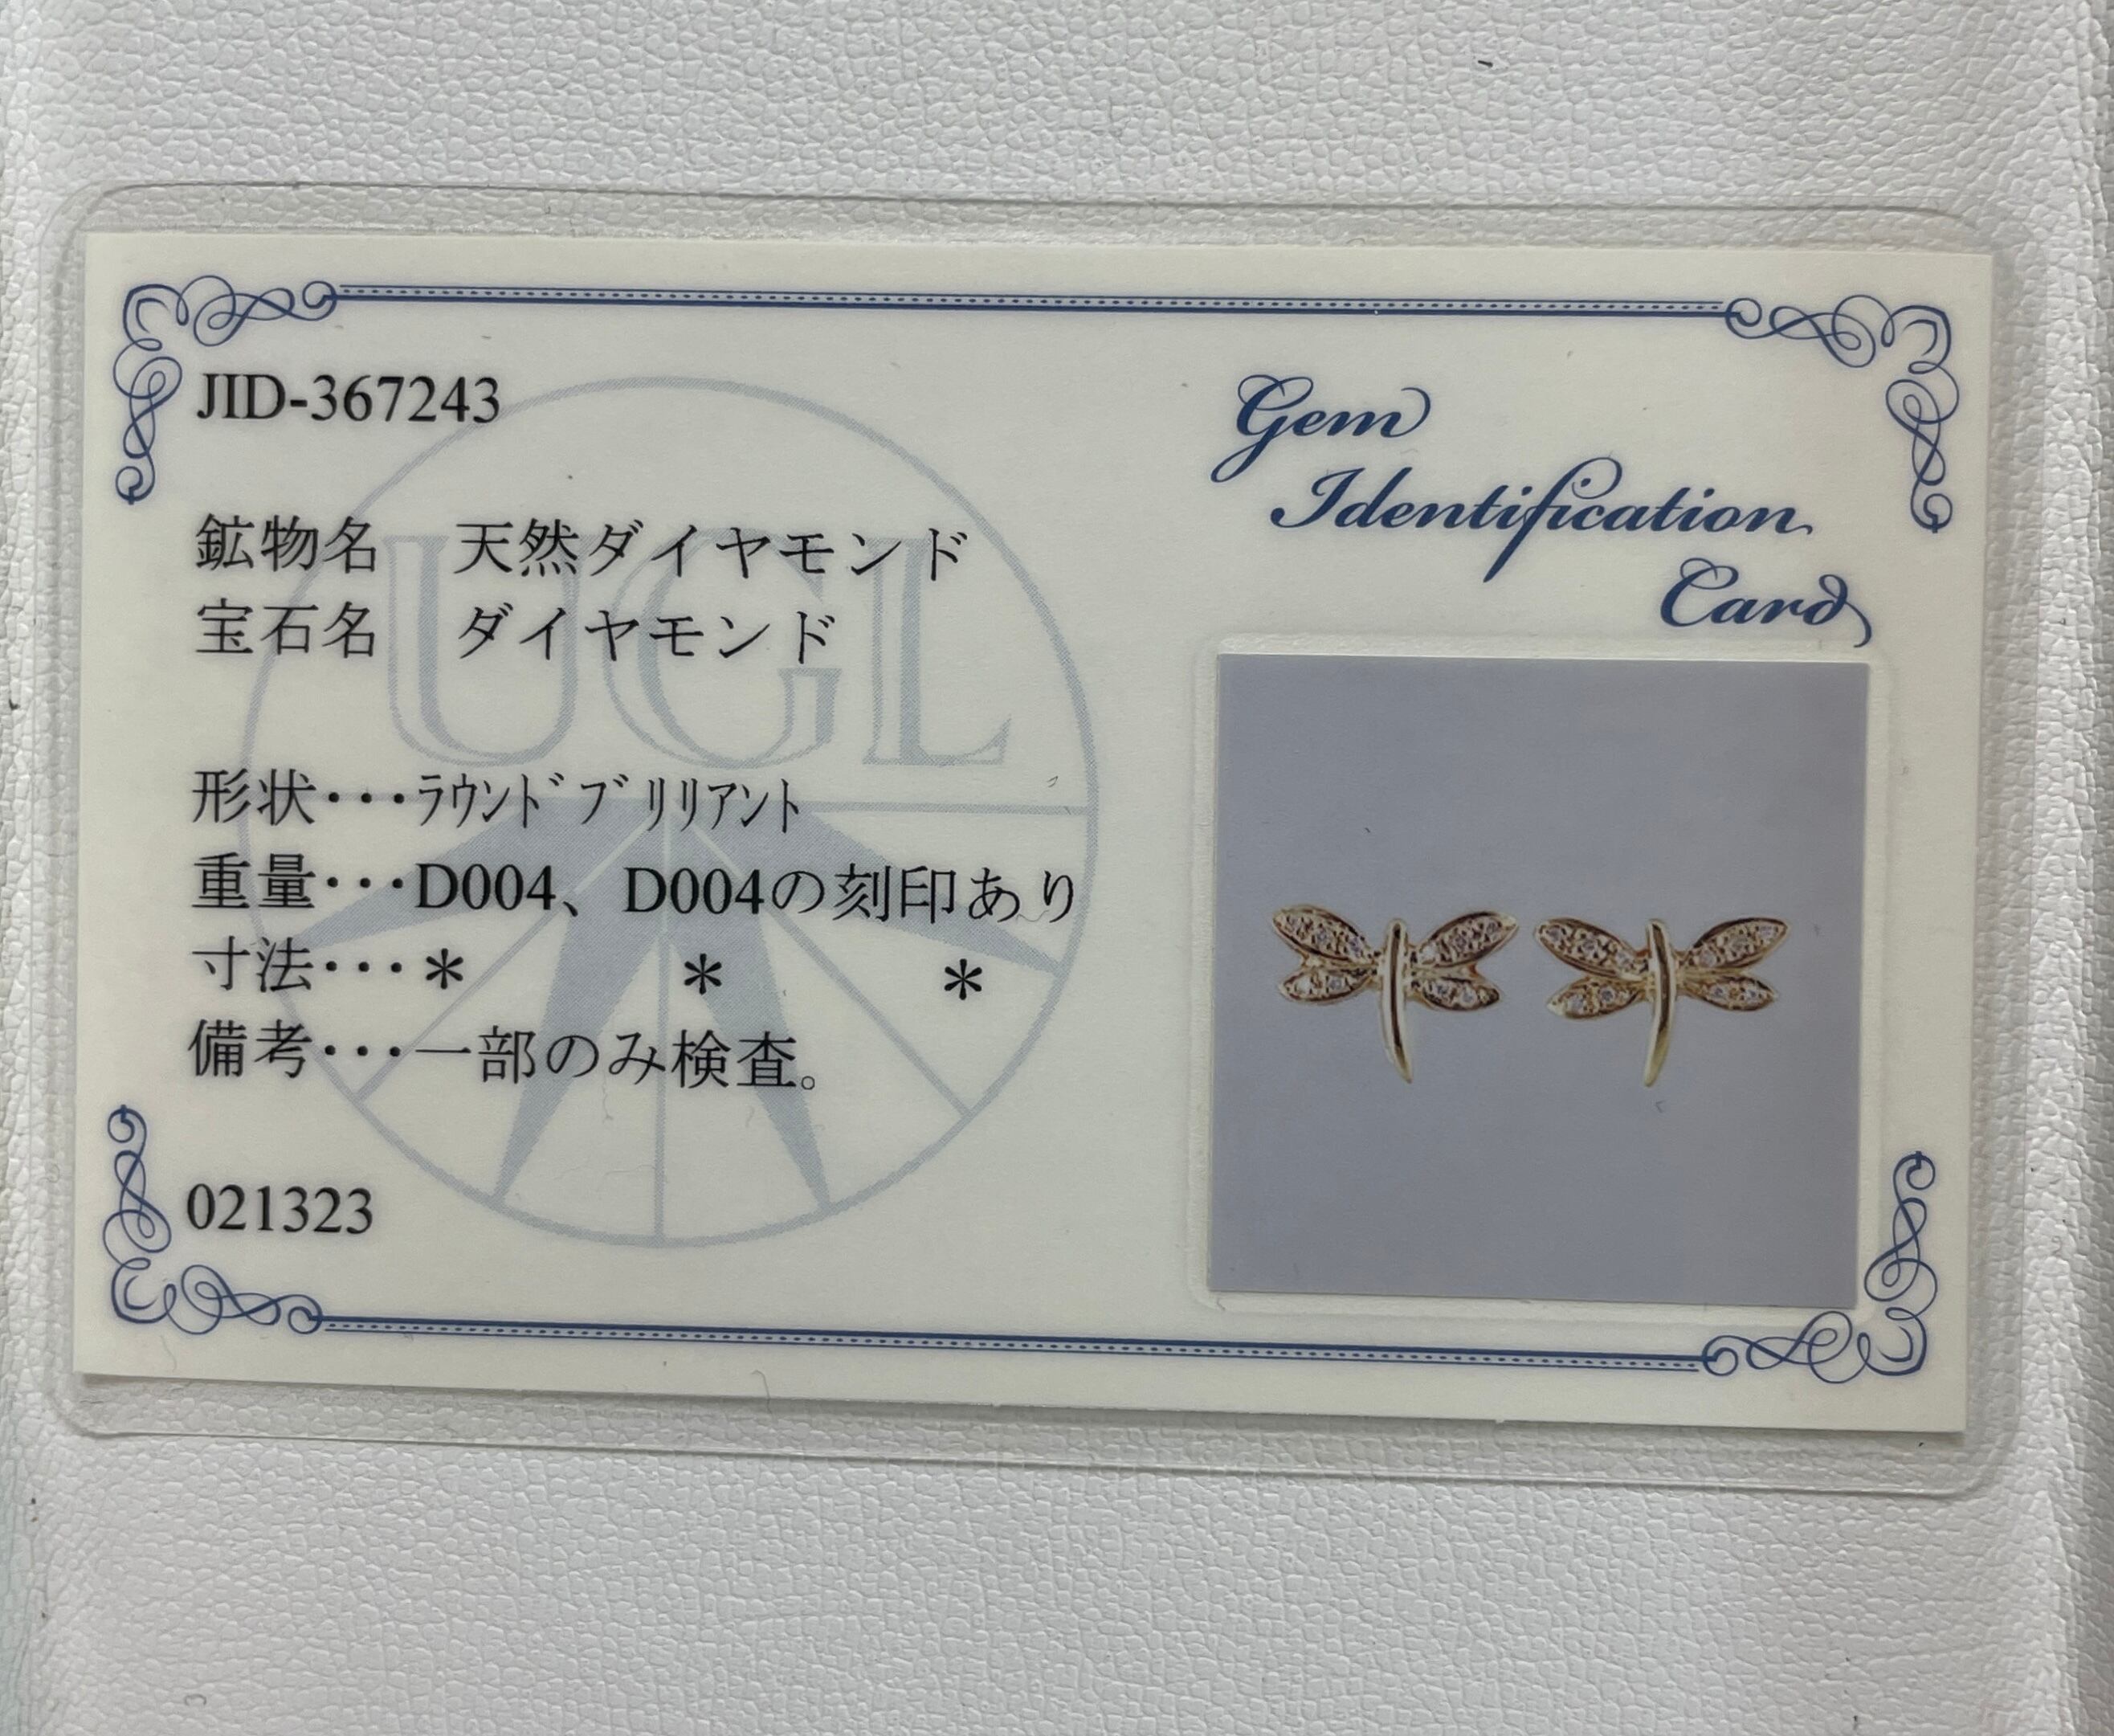 JID-367243
Gem
Identification
Card
鉱物名　天然ダイヤモンド
宝石名　ダイヤモンド
UGL
形状･･･ﾗｳﾝﾄﾞﾌﾞﾘﾘｱﾝﾄ
重量･･･D004、D004の刻印あり
寸法･･･＊　　　＊　　　＊
備考･･･一部のみ検査。
021323